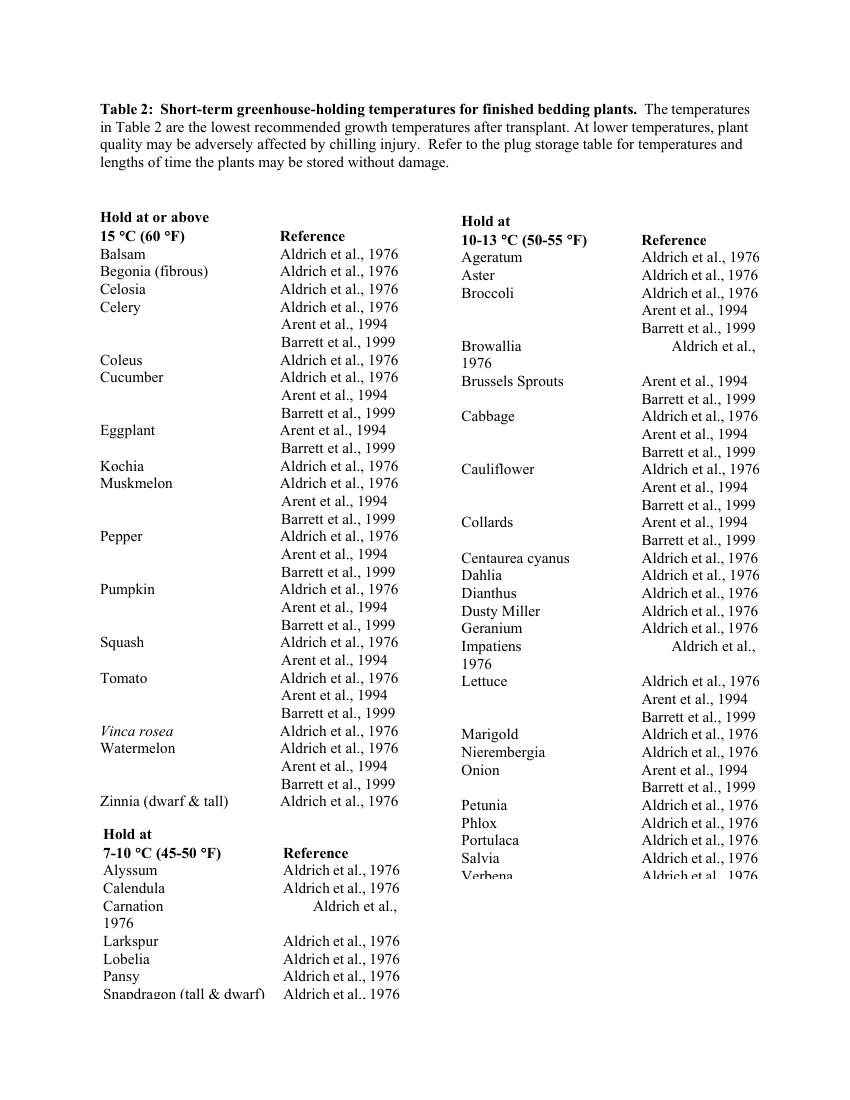 Table 2:  Short-term greenhouse-holding temperatures for finished bedding plants.  The temperatures
in Table 2 are the lowest recommended growth temperatures after transplant. At lower temperatures, plant
quality may be adversely affected by chilling injury.  Refer to the plug storage table for temperatures and
lengths of time the plants may be stored without damage.
Hold at or above
15 °C (60 °F) Reference
Balsam Aldrich et al., 1976
Begonia (fibrous) Aldrich et al., 1976
Celosia Aldrich et al., 1976
Celery Aldrich et al., 1976
Arent et al., 1994
Barrett et al., 1999
Coleus Aldrich et al., 1976
Cucumber Aldrich et al., 1976
Arent et al., 1994
Barrett et al., 1999
Eggplant Arent et al., 1994
Barrett et al., 1999
Kochia Aldrich et al., 1976
Muskmelon Aldrich et al., 1976
Arent et al., 1994
Barrett et al., 1999
Pepper Aldrich et al., 1976
Arent et al., 1994
Barrett et al., 1999
Pumpkin Aldrich et al., 1976
Arent et al., 1994
Barrett et al., 1999
Squash Aldrich et al., 1976
Arent et al., 1994
Tomato Aldrich et al., 1976
Arent et al., 1994
Barrett et al., 1999
Vinca rosea Aldrich et al., 1976
Watermelon Aldrich et al., 1976
Arent et al., 1994
Barrett et al., 1999
Zinnia (dwarf & tall) Aldrich et al., 1976
Hold at
7-10 °C (45-50 °F) Reference
Alyssum Aldrich et al., 1976
Calendula Aldrich et al., 1976
Carnation Aldrich et al.,
1976
Larkspur Aldrich et al., 1976
Lobelia Aldrich et al., 1976
Pansy Aldrich et al., 1976
Snapdragon (tall & dwarf) Aldrich et al., 1976
Hold at
10-13 °C (50-55 °F) Reference
Ageratum Aldrich et al., 1976
Aster Aldrich et al., 1976
Broccoli Aldrich et al., 1976
Arent et al., 1994
Barrett et al., 1999
Browallia Aldrich et al.,
1976
Brussels Sprouts Arent et al., 1994
Barrett et al., 1999
Cabbage Aldrich et al., 1976
Arent et al., 1994
Barrett et al., 1999
Cauliflower Aldrich et al., 1976
Arent et al., 1994
Barrett et al., 1999
Collards Arent et al., 1994
Barrett et al., 1999
Centaurea cyanus Aldrich et al., 1976
Dahlia Aldrich et al., 1976
Dianthus Aldrich et al., 1976
Dusty Miller Aldrich et al., 1976
Geranium Aldrich et al., 1976
Impatiens Aldrich et al.,
1976
Lettuce Aldrich et al., 1976
Arent et al., 1994
Barrett et al., 1999
Marigold Aldrich et al., 1976
Nierembergia Aldrich et al., 1976
Onion Arent et al., 1994
Barrett et al., 1999
Petunia Aldrich et al., 1976
Phlox Aldrich et al., 1976
Portulaca Aldrich et al., 1976
Salvia Aldrich et al., 1976
Verbena Aldrich et al., 1976